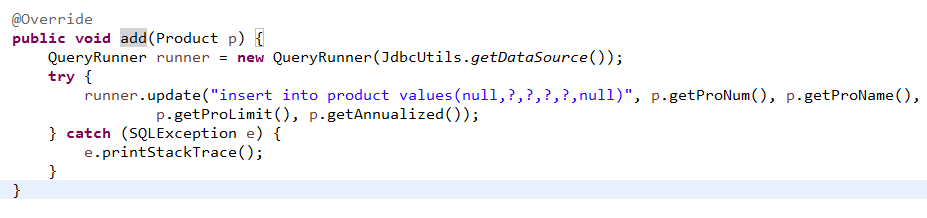 @Override
public void add(Product p) {
    QueryRunner runner = new QueryRunner(JdbcUtils.getDataSource());
    try {
        runner.update("insert into product values(null,?,?,?,?,null)", p.getProNum(), p.getProName(),
                p.getProLimit(), p.getAnnualized());
    } catch (SQLException e) {
        e.printStackTrace();
    }
}